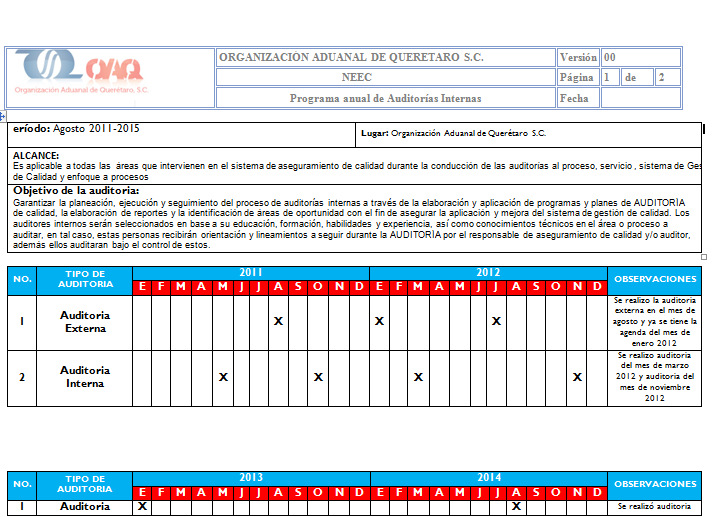 OVAQ
Organización Aduanal de Querétaro, S.C.
ORGANIZACIÓN ADUANAL DE QUERETARO S.C. Versión 00
NEEC Página 1 de 2
Programa anual de Auditorías Internas Fecha
eríodo: Agosto 2011-2015 Lugar: Organización Aduanal de Querétaro S.C.
ALCANCE:
Es aplicable a todas las áreas que intervienen en el sistema de aseguramiento de calidad durante la conducción de las auditorías al proceso, servicio , sistema de Ges
de Calidad y enfoque a procesos
Objetivo de la auditoria:
Garantizar la planeación, ejecución y seguimiento del proceso de auditorías internas a través de la elaboración y aplicación de programas y planes de AUDITORIA
de calidad, la elaboración de reportes y la identificación de áreas de oportunidad con el fin de asegurar la aplicación y mejora del sistema de gestión de calidad. Los
auditores internos serán seleccionados en base a su educación, formación, habilidades y experiencia, así como conocimientos técnicos en el área o proceso a
auditar, en tal caso, estas personas recibirán orientación y lineamientos a seguir durante la AUDITORÍA por el responsable de aseguramiento de calidad y/o auditor,
además ellos auditaran bajo el control de estos.
NO. TIPO DE AUDITORIA 2011 2012 OBSERVACIONES
E F M A M J J A S O N D E F M A M J J A S O N D
1 Auditoria Externa X X X
Se realizo la auditoria
externa en el mes de
agosto y ya se tiene la
agenda del mes de
enero 2012
2 Auditoria Interna X X X X
Se realizo auditoria
del mes de marzo
2012 y auditoria del
mes de noviembre
2012
NO. TIPO DE AUDITORIA 2013 2014 OBSERVACIONES
E F M A M J J A S O N D E F M A M J J A S O N D
1 Auditoria X X Se realizó auditoria